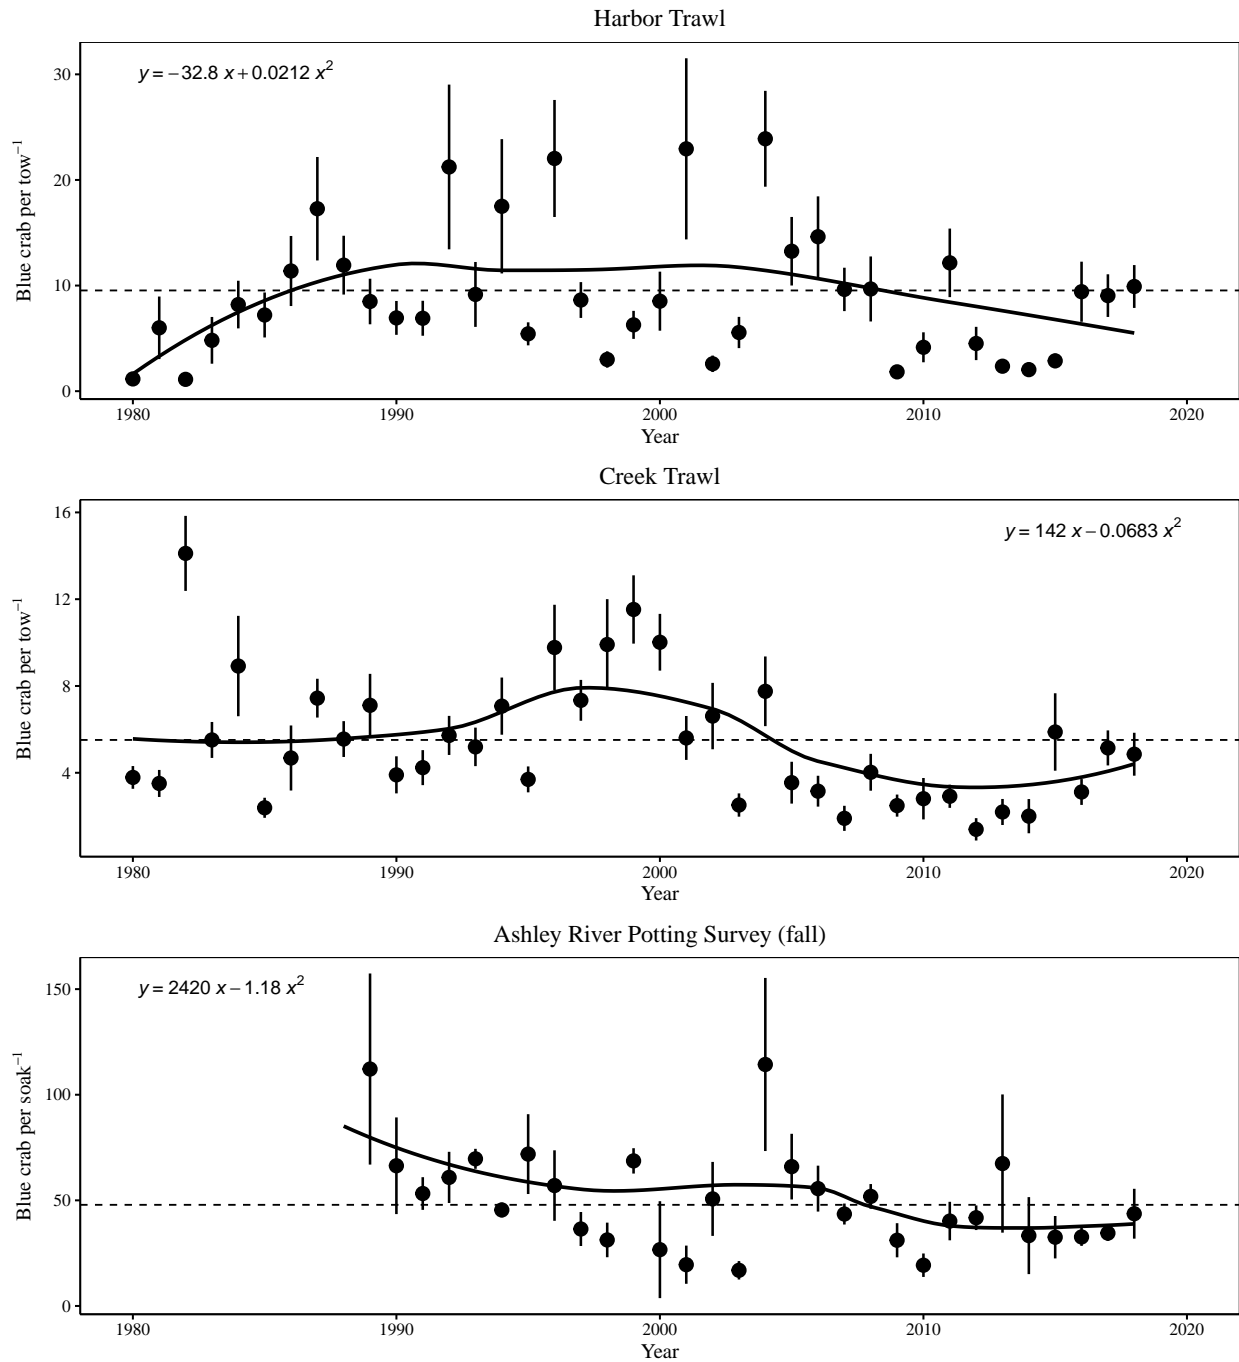 Harbor Trawl
y = −32.8 x + 0.0212 x²
30
20
10
0
Blue crab per tow⁻¹
1980 1990 2000 2010 2020
Year
Creek Trawl
y = 142 x − 0.0683 x²
16
12
8
4
Blue crab per tow⁻¹
1980 1990 2000 2010 2020
Year
Ashley River Potting Survey (fall)
y = 2420 x − 1.18 x²
150
100
50
0
Blue crab per soak⁻¹
1980 1990 2000 2010 2020
Year